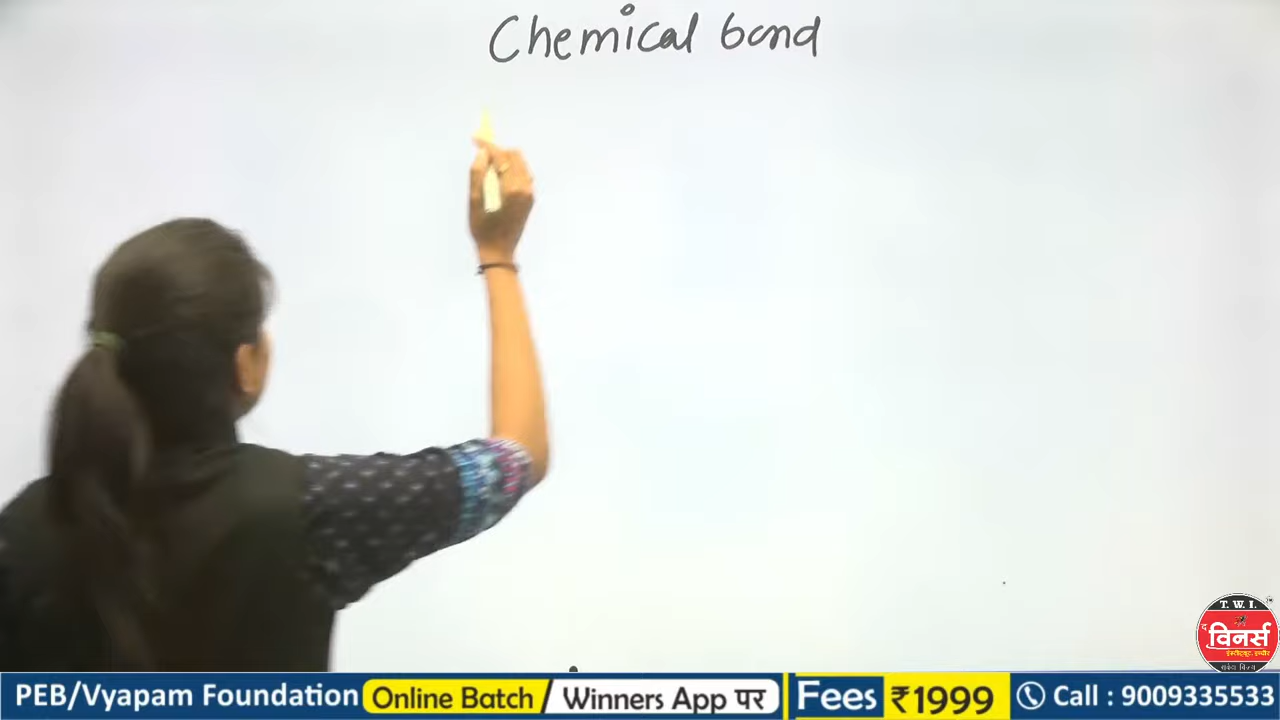 Chemical bond
T. W. I.
द
विनर्स
PEB/Vyapam Foundation Online Batch / Winners App पर Fees ₹1999 Call : 9009335533